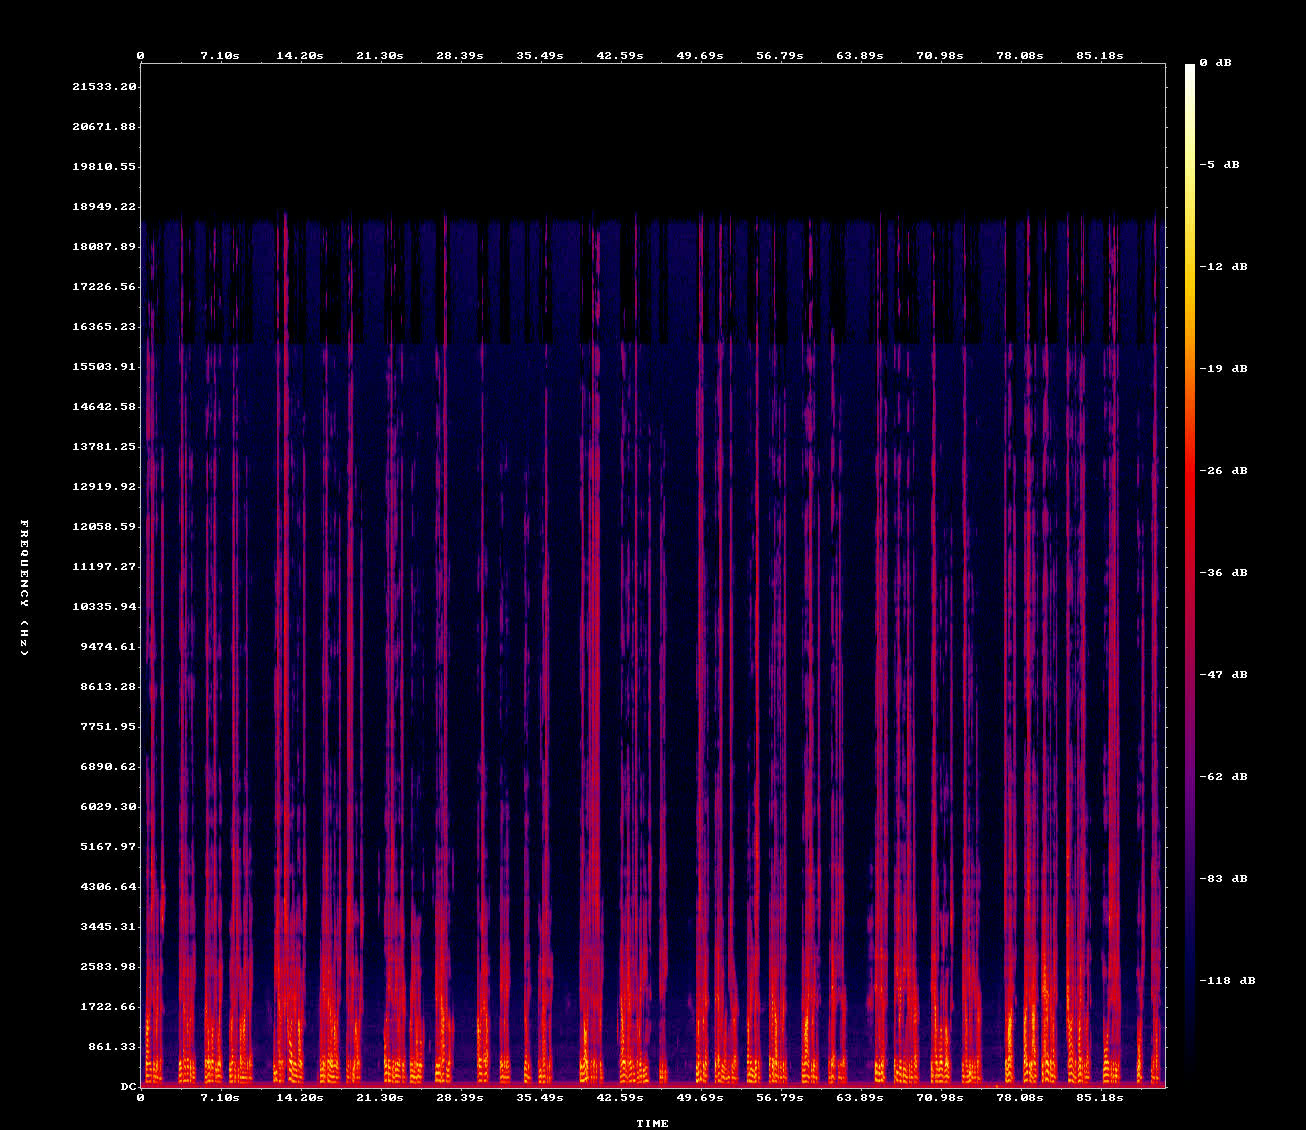 0 7.10s 14.20s 21.30s 28.39s 35.49s 42.59s 49.69s 56.79s 63.89s 70.98s 78.08s 85.18s
0 dB
21533.20
20671.88
19810.55
-5 dB
18949.22
18087.89
-12 dB
17226.56
16365.23
15503.91
-19 dB
14642.58
13781.25
-26 dB
12919.92
12058.59
11197.27
-36 dB
10335.94
9474.61
-47 dB
8613.28
7751.95
6890.62
-62 dB
6029.30
5167.97
4306.64
-83 dB
3445.31
2583.98
-118 dB
1722.66
861.33
DC
FREQUENCY (Hz)
0 7.10s 14.20s 21.30s 28.39s 35.49s 42.59s 49.69s 56.79s 63.89s 70.98s 78.08s 85.18s
TIME